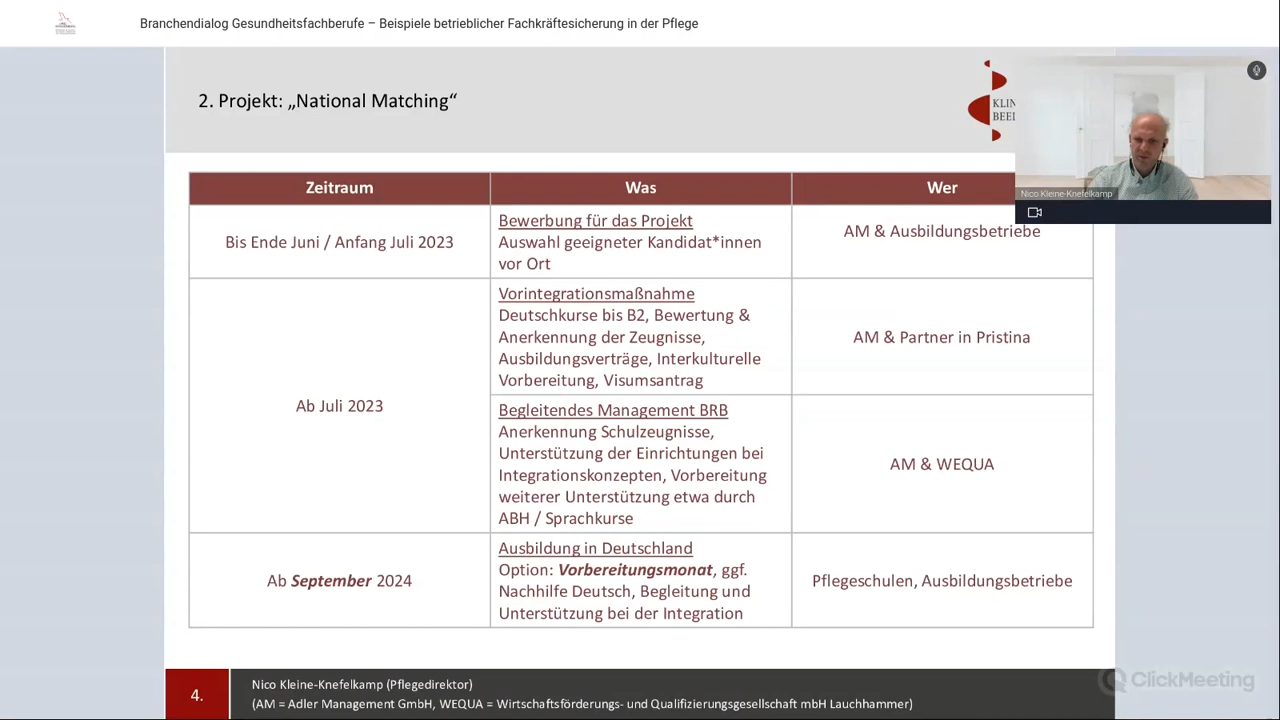 Branchendialog Gesundheitsfachberufe – Beispiele betrieblicher Fachkräftesicherung in der Pflege
2. Projekt: „National Matching“
KLIN
BEEL
Nico Kleine-Knefelkamp
Zeitraum
Was
Wer
Bis Ende Juni / Anfang Juli 2023
Bewerbung für das Projekt
Auswahl geeigneter Kandidat*innen
vor Ort
AM & Ausbildungsbetriebe
Ab Juli 2023
Vorintegrationsmaßnahme
Deutschkurse bis B2, Bewertung &
Anerkennung der Zeugnisse,
Ausbildungsverträge, Interkulturelle
Vorbereitung, Visumsantrag
AM & Partner in Pristina
Begleitendes Management BRB
Anerkennung Schulzeugnisse,
Unterstützung der Einrichtungen bei
Integrationskonzepten, Vorbereitung
weiterer Unterstützung etwa durch
ABH / Sprachkurse
AM & WEQUA
Ab September 2024
Ausbildung in Deutschland
Option: Vorbereitungsmonat, ggf.
Nachhilfe Deutsch, Begleitung und
Unterstützung bei der Integration
Pflegeschulen, Ausbildungsbetriebe
4.
Nico Kleine-Knefelkamp (Pflegedirektor)
(AM = Adler Management GmbH, WEQUA = Wirtschaftsförderungs- und Qualifizierungsgesellschaft mbH Lauchhammer)
ClickMeeting